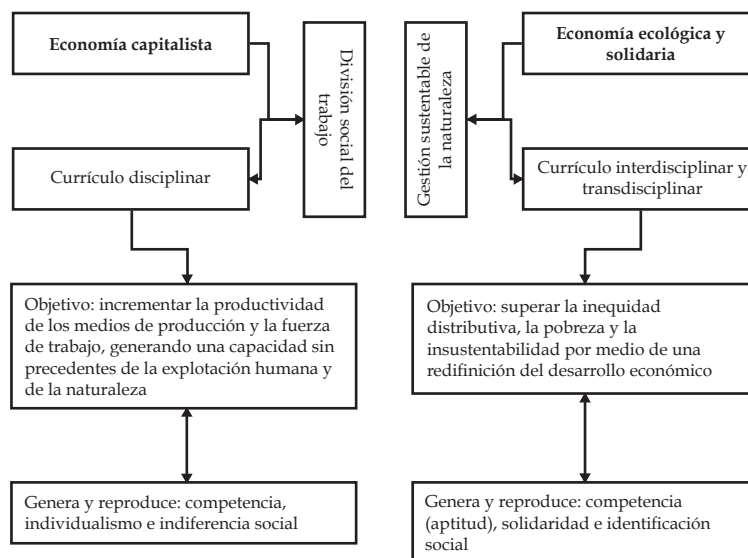 Economía capitalista
División social del
trabajo
Currículo disciplinar
Objetivo: incrementar la productividad
de los medios de producción y la fuerza
de trabajo, generando una capacidad sin
precedentes de la explotación humana y
de la naturaleza
Genera y reproduce: competencia,
individualismo e indiferencia social
Economía ecológica y
solidaria
Gestión sustentable de
la naturaleza
Currículo interdisciplinar y
transdisciplinar
Objetivo: superar la inequidad
distributiva, la pobreza y la
insustentabilidad por medio de una
redifinición del desarrollo económico
Genera y reproduce: competencia
(aptitud), solidaridad e identificación
social